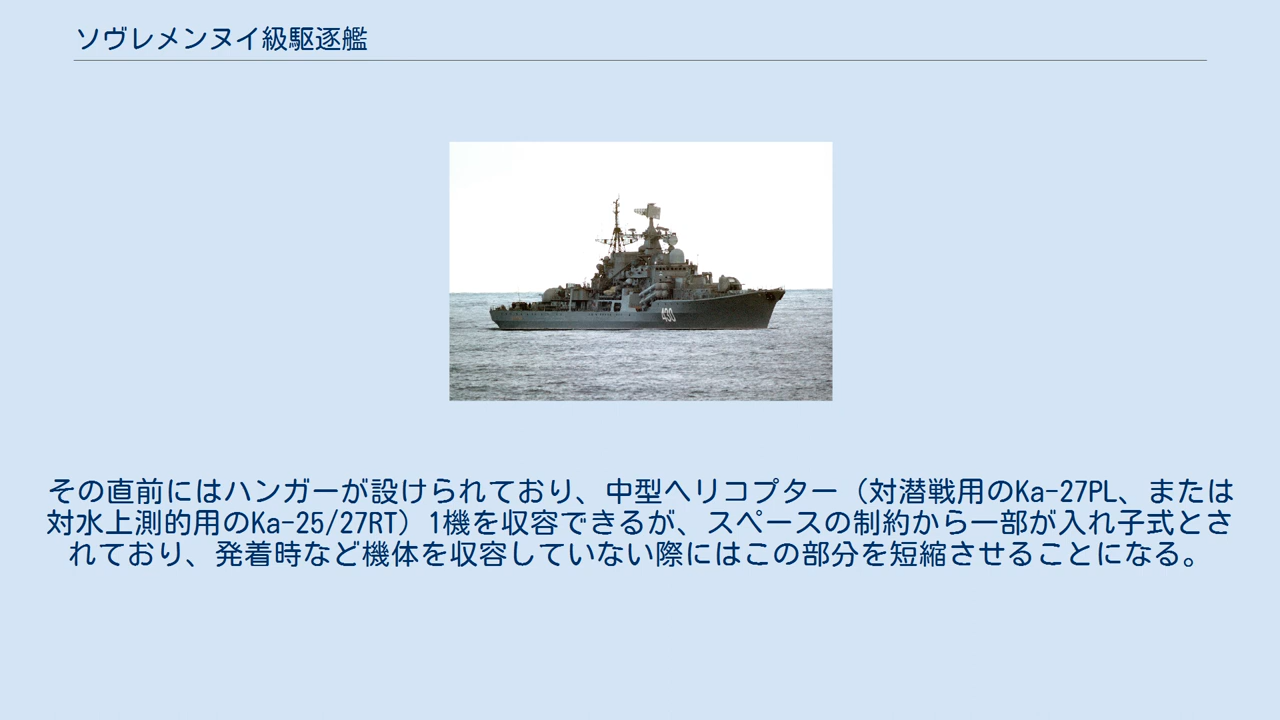 ソヴレメンヌイ級駆逐艦
430
その直前にはハンガーが設けられており、中型ヘリコプター（対潜戦用のKa-27PL、または
対水上測的用のKa-25/27RT）1機を収容できるが、スペースの制約から一部が入れ子式とさ
れており、発着時など機体を収容していない際にはこの部分を短縮させることになる。